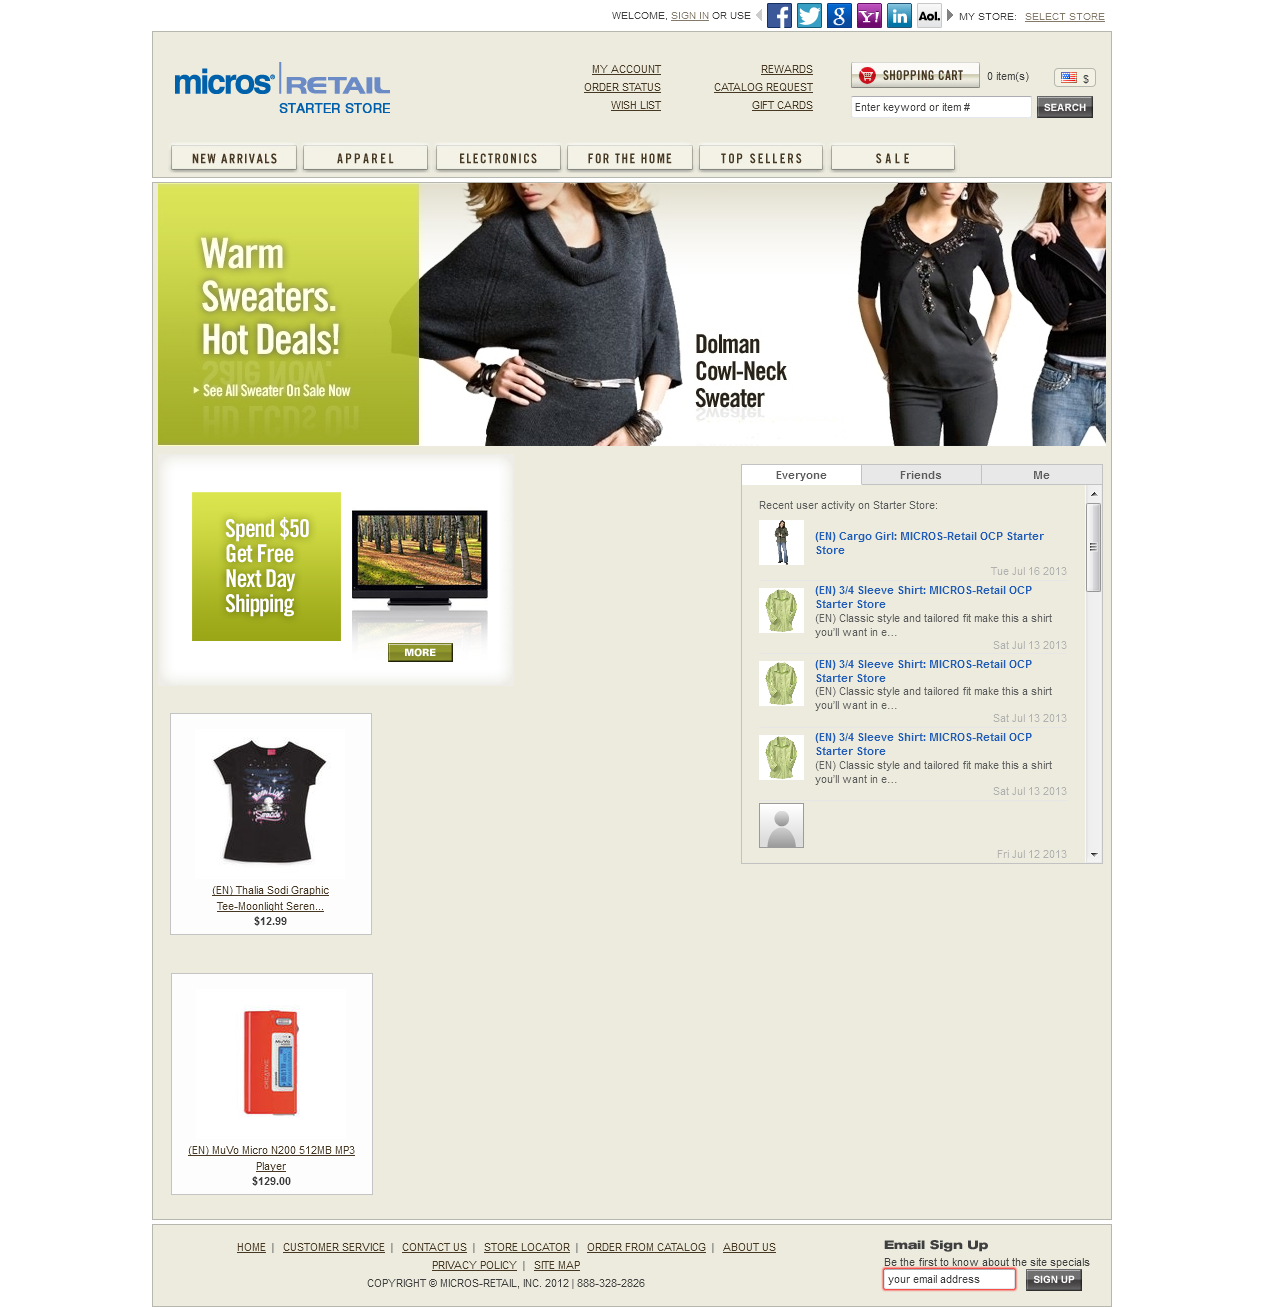 WELCOME, SIGN IN OR USE
Y!
in
Aol.
MY STORE: SELECT STORE
micros RETAIL
STARTER STORE
MY ACCOUNT
ORDER STATUS
WISH LIST
REWARDS
CATALOG REQUEST
GIFT CARDS
SHOPPING CART
0 item(s)
$
Enter keyword or item #
SEARCH
NEW ARRIVALS
APPAREL
ELECTRONICS
FOR THE HOME
TOP SELLERS
SALE
Warm
Sweaters.
Hot Deals!
See All Sweater On Sale Now
Dolman
Cowl-Neck
Sweater
Spend $50
Get Free
Next Day
Shipping
MORE
Everyone
Friends
Me
Recent user activity on Starter Store:
(EN) Cargo Girl: MICROS-Retail OCP Starter
Store
Tue Jul 16 2013
(EN) 3/4 Sleeve Shirt: MICROS-Retail OCP
Starter Store
(EN) Classic style and tailored fit make this a shirt
you'll want in e...
Sat Jul 13 2013
(EN) 3/4 Sleeve Shirt: MICROS-Retail OCP
Starter Store
(EN) Classic style and tailored fit make this a shirt
you'll want in e...
Sat Jul 13 2013
(EN) 3/4 Sleeve Shirt: MICROS-Retail OCP
Starter Store
(EN) Classic style and tailored fit make this a shirt
you'll want in e...
Sat Jul 13 2013
Fri Jul 12 2013
(EN) Thalia Sodi Graphic
Tee-Moonlight Seren...
$12.99
MuVo
CREATIVE
(EN) MuVo Micro N200 512MB MP3
Player
$129.00
HOME | CUSTOMER SERVICE | CONTACT US | STORE LOCATOR | ORDER FROM CATALOG | ABOUT US
PRIVACY POLICY | SITE MAP
COPYRIGHT © MICROS-RETAIL, INC. 2012 | 888-328-2826
Email Sign Up
Be the first to know about the site specials
your email address
SIGN UP